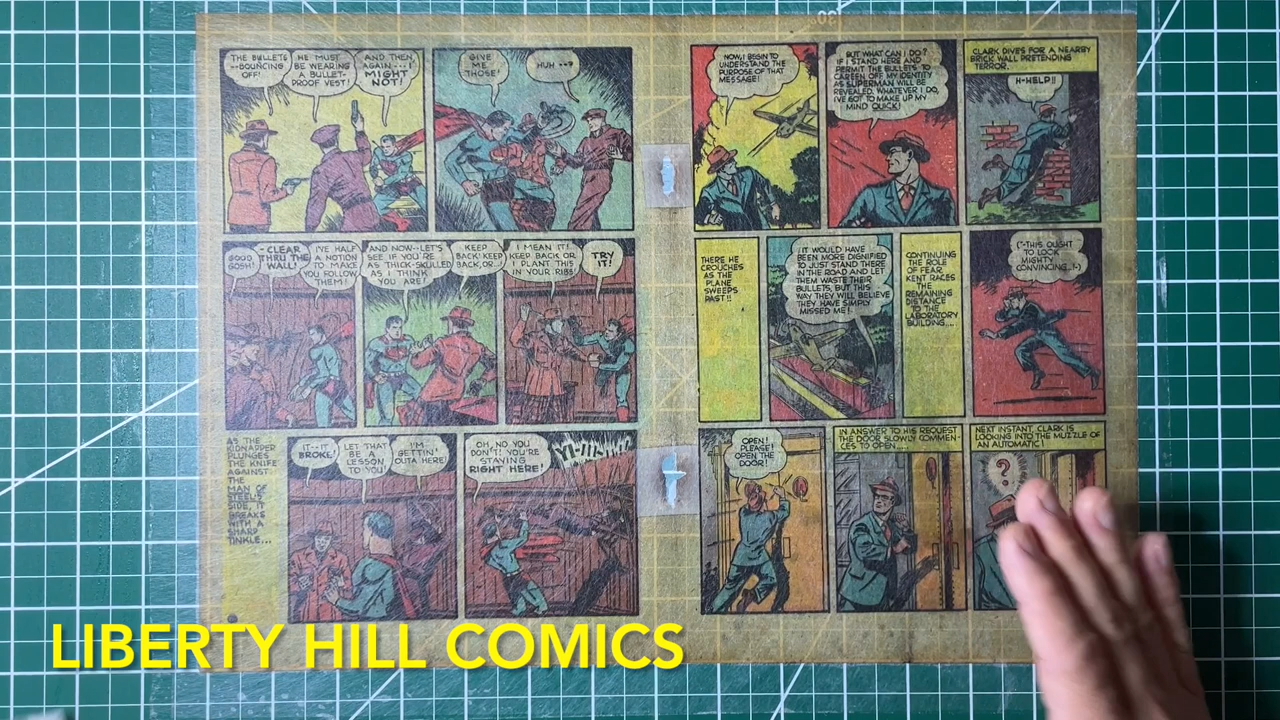 THE BULLETS
--BOUNCING
OFF!
HE MUST
BE WEARING
A BULLET-
PROOF VEST!
AND THEN
AGAIN---I
MIGHT
NOT!
GIVE
ME
THOSE!
HUH --?
GOOD
GOSH!
-CLEAR
THRU THE
WALL!
I'VE HALF
A NOTION
TO MAKE
YOU FOLLOW
THEM!
AND NOW--LET'S
SEE IF YOU'RE
AS THICK-SKULLED
AS I THINK
YOU ARE!
KEEP
BACK! KEEP
BACK, OR..!
I MEAN IT!
KEEP BACK OR
I PLANT THIS
IN YOUR RIBS
TRY
IT!
AS THE
KIDNAPPER
PLUNGES
THE KNIFE
AGAINST
THE
MAN OF
STEEL'S
SIDE, IT
BREAKS
WITH A
SHARP
TINKLE...
IT--IT
BROKE!
LET THAT
BE A
LESSON
TO YOU!
I'M--
GETTIN'
OUTA HERE!
OH, NO YOU
DON'T! YOU'RE
STAYING
RIGHT HERE!
NOW, I BEGIN TO
UNDERSTAND THE
PURPOSE OF THAT
MESSAGE!
BUT WHAT CAN I DO?
IF I STAND HERE AND
PERMIT THE BULLETS TO
CAREEN OFF MY IDENTITY
AS SUPERMAN WILL BE
REVEALED. WHATEVER I DO,
I'VE GOT TO MAKE UP MY
MIND QUICK!
CLARK DIVES FOR A NEARBY
BRICK WALL PRETENDING
TERROR.
H-HELP!!
THERE HE
CROUCHES
AS THE
PLANE
SWEEPS
PAST!!
IT WOULD HAVE
BEEN MORE DIGNIFIED
TO JUST STAND THERE
IN THE ROAD AND LET
THEM WASTE THEIR
BULLETS, BUT THIS
WAY THEY WILL BELIEVE
THEY HAVE SIMPLY
MISSED ME!
CONTINUING
THE ROLE
OF FEAR,
KENT RACES
THE
REMAINING
DISTANCE
TO THE
LABORATORY
BUILDING....
(-THIS OUGHT
TO LOOK
MIGHTY
CONVINCING..!-)
OPEN!
PLEASE!
OPEN THE
DOOR!
IN ANSWER TO HIS REQUEST
THE DOOR SLOWLY COMMEN-
CES TO OPEN.....
NEXT INSTANT CLARK IS
LOOKING INTO THE MUZZLE OF
AN AUTOMATIC!
?
LIBERTY HILL COMICS